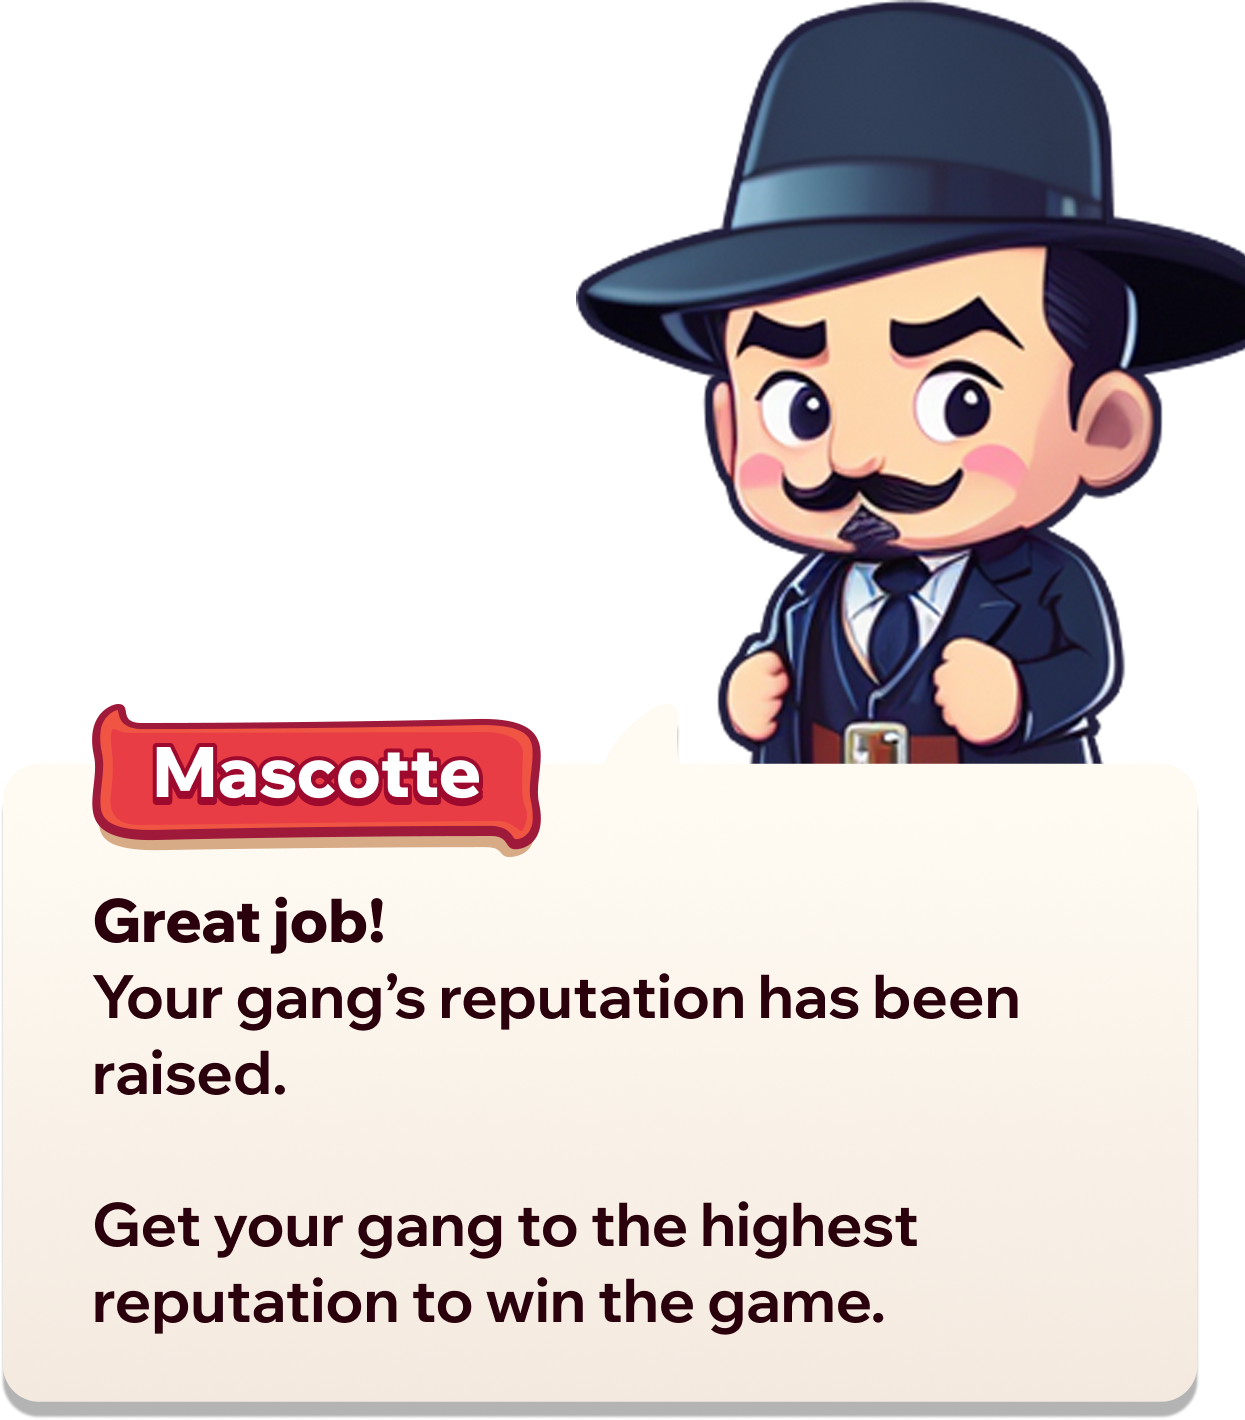 Mascotte
Great job!
Your gang’s reputation has been
raised.
Get your gang to the highest
reputation to win the game.